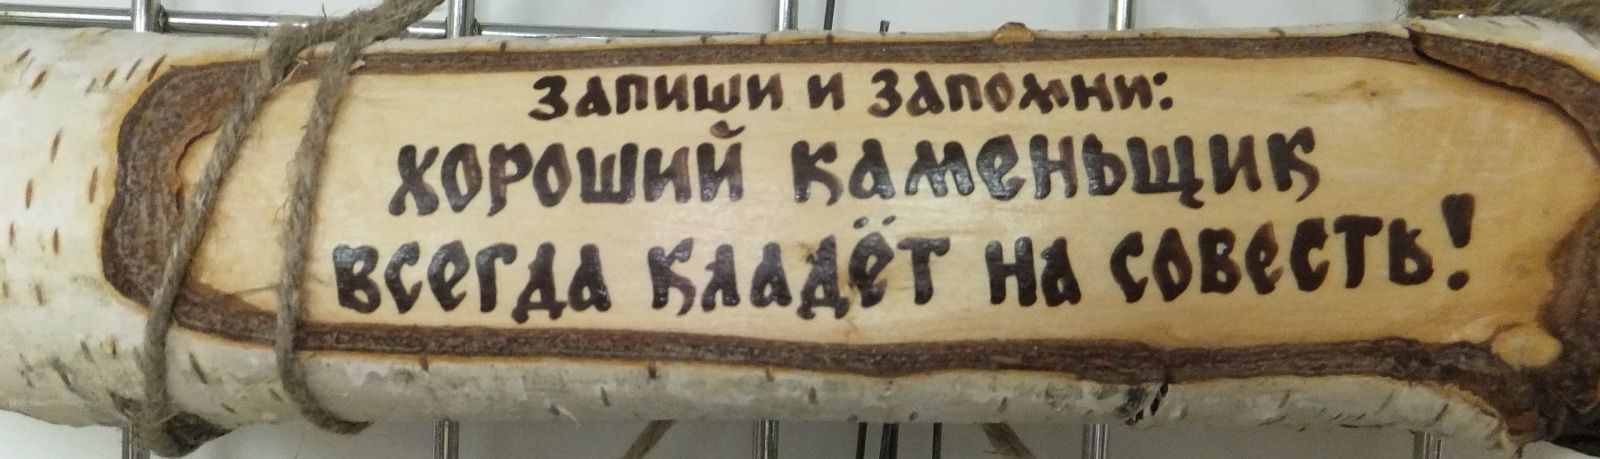 Запиши и запомни:
хороший каменьщик
всегда кладёт на совесть!